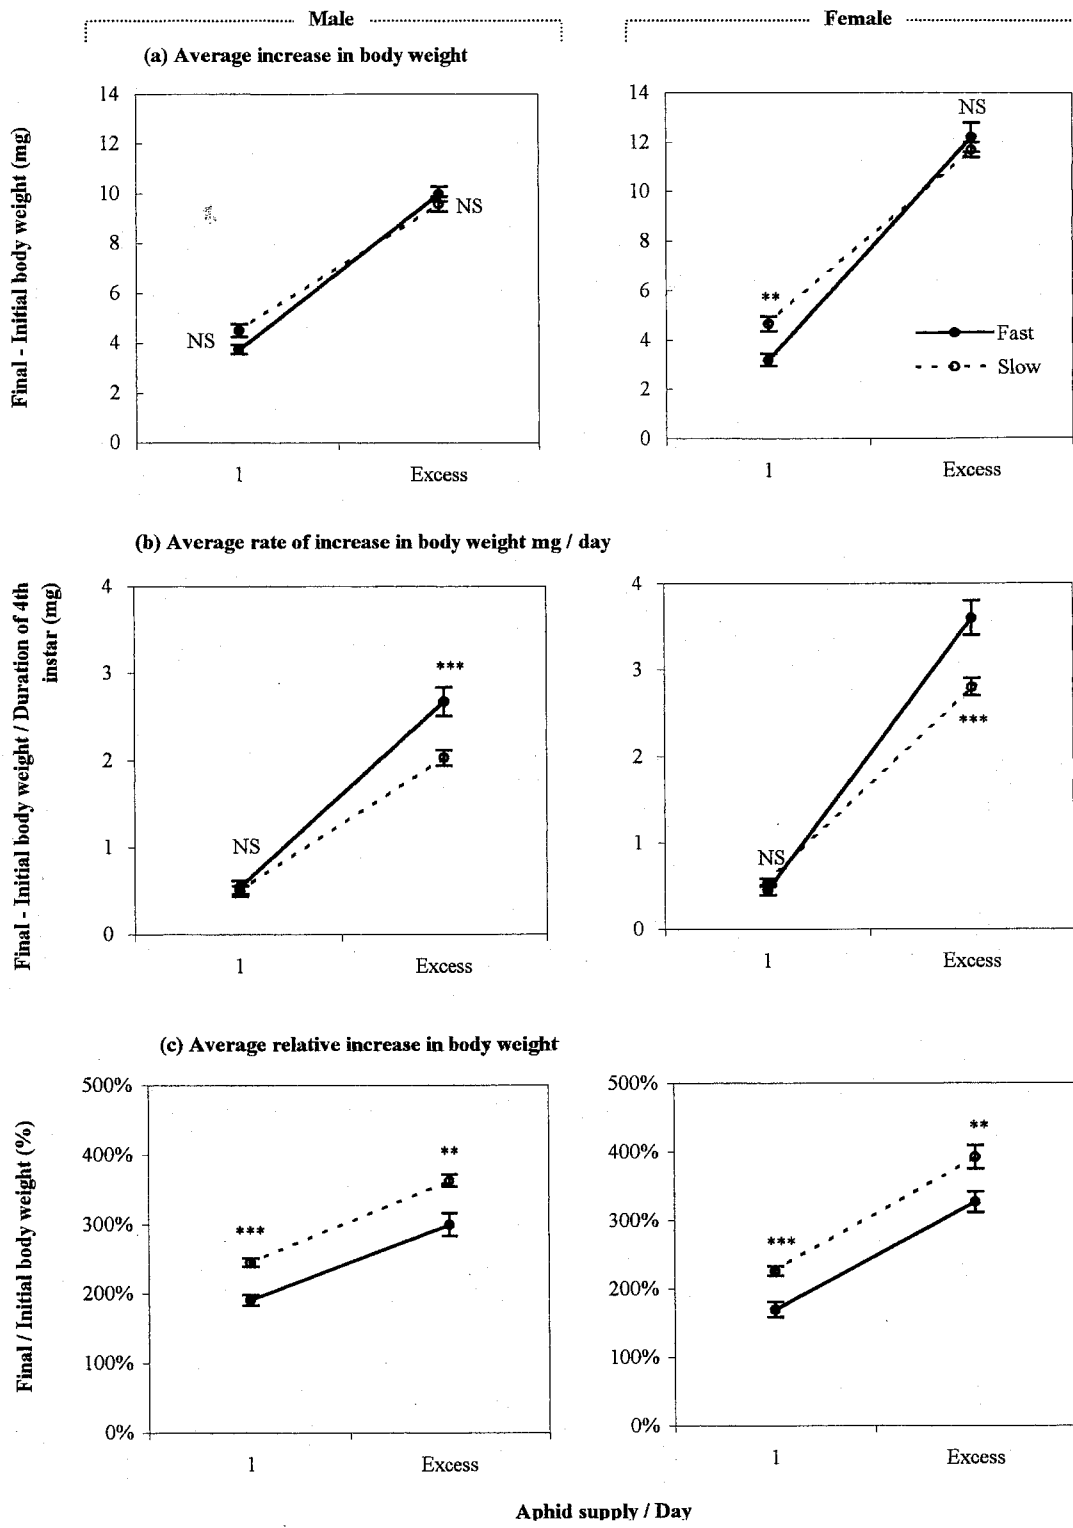 Male
Female
(a) Average increase in body weight
Final - Initial body weight (mg)
14
12
10
8
6
4
2
0
NS
NS
1
Excess
14
12
10
8
6
4
2
0
NS
**
Fast
Slow
1
Excess
(b) Average rate of increase in body weight mg / day
Final - Initial body weight / Duration of 4th
instar (mg)
4
3
2
1
0
***
NS
1
Excess
4
3
2
1
0
***
NS
1
Excess
(c) Average relative increase in body weight
Final / Initial body weight (%)
500%
400%
300%
200%
100%
0%
**
***
1
Excess
500%
400%
300%
200%
100%
0%
**
***
1
Excess
Aphid supply / Day